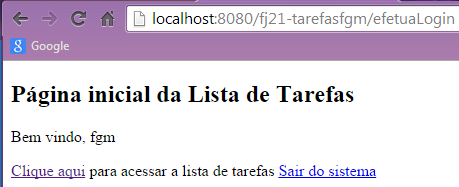 localhost:8080/fj21-tarefasfgm/efetuaLogin
Google
Página inicial da Lista de Tarefas
Bem vindo, fgm
Clique aqui para acessar a lista de tarefas Sair do sistema